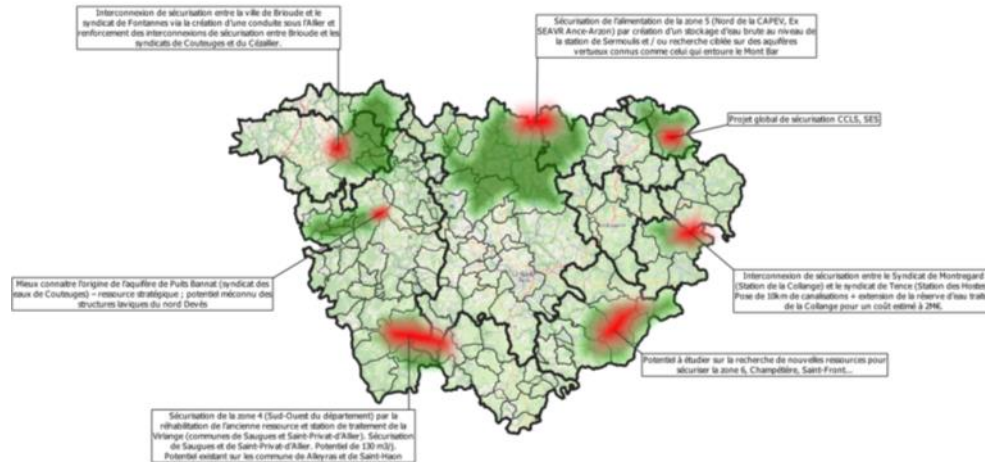 Interconnexion de sécurisation entre la ville de Brioude et le
syndicat de Fontannes via la création d'une conduite sous l'Allier et
renforcement des interconnexions de sécurisation entre Brioude et les
syndicats de Couteuges et du Cézallier.
Sécurisation de l'alimentation de la zone 5 (Nord de la CAPEV, Ex
SEAVR Ance-Arzon) par création d'un stockage d'eau brute au niveau de
la station de Sermoulis et / ou recherche ciblée sur des aquifères
vertueux connus comme celui qui entoure le Mont Bar
Projet global de sécurisation CCLS, SES
Mieux connaitre l'origine de l'aquifère de Puits Bannat (syndicat des
eaux de Couteuges) – ressource stratégique ; potentiel méconnu des
structures laviques du nord Devès
Interconnexion de sécurisation entre le Syndicat de Montregard
(Station de la Collange) et le syndicat de Tence (Station des Hostes
Pose de 10km de canalisations + extension de la réserve d'eau trait
de la Collange pour un coût estimé à 2M€.
Potentiel à étudier sur la recherche de nouvelles ressources pour
sécuriser la zone 6, Champétière, Saint-Front...
Sécurisation de la zone 4 (Sud-Ouest du département) par la
réhabilitation de l'ancienne ressource et station de traitement de la
Virlange (communes de Saugues et Saint-Privat-d'Allier). Sécurisation
de Saugues et de Saint-Privat-d'Allier. Potentiel de 130 m3/j.
Potentiel existant sur les commune de Alleyras et de Saint-Haon